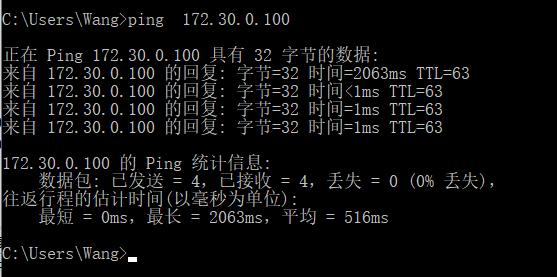 C:\Users\Wang>ping  172.30.0.100
正在 Ping 172.30.0.100 具有 32 字节的数据:
来自 172.30.0.100 的回复: 字节=32 时间=2063ms TTL=63
来自 172.30.0.100 的回复: 字节=32 时间<1ms TTL=63
来自 172.30.0.100 的回复: 字节=32 时间=1ms TTL=63
来自 172.30.0.100 的回复: 字节=32 时间=1ms TTL=63
172.30.0.100 的 Ping 统计信息:
    数据包: 已发送 = 4，已接收 = 4，丢失 = 0 (0% 丢失)，
往返行程的估计时间(以毫秒为单位):
    最短 = 0ms，最长 = 2063ms，平均 = 516ms
C:\Users\Wang>